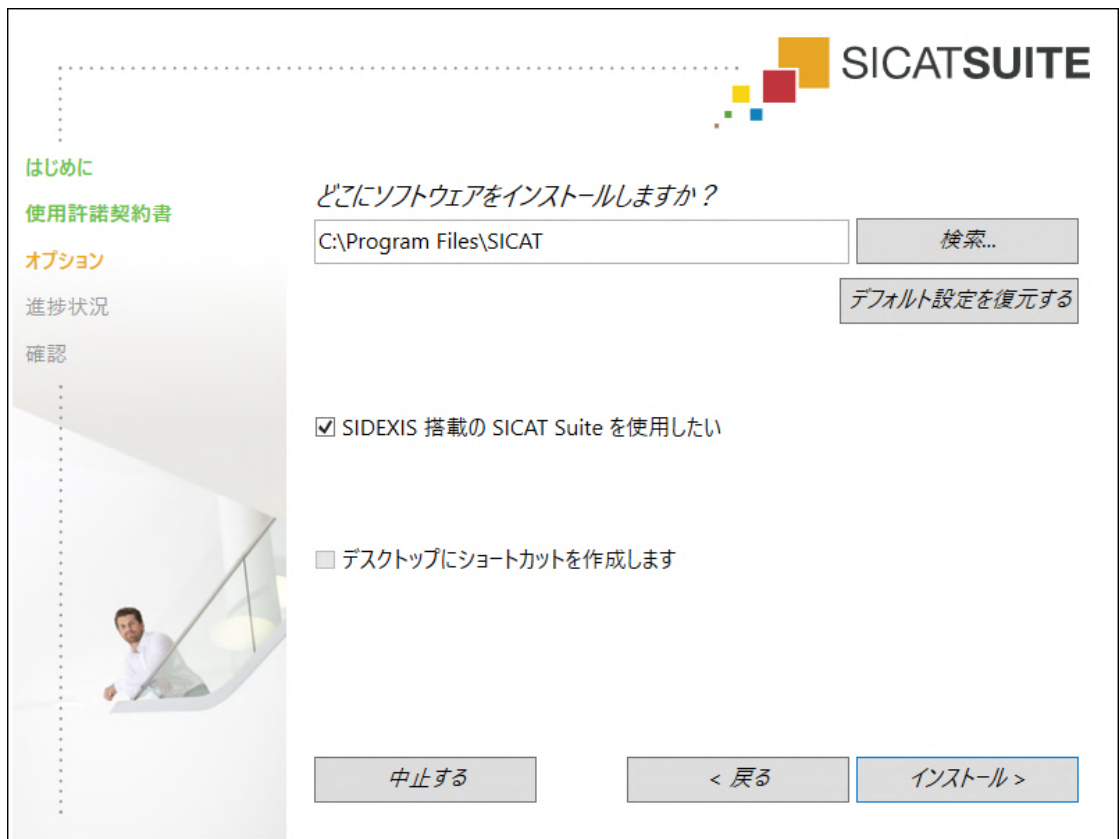 SICATSUITE
はじめに
使用許諾契約書
オプション
進捗状況
確認
どこにソフトウェアをインストールしますか？
C:\Program Files\SICAT
検索...
デフォルト設定を復元する
SIDEXIS 搭載の SICAT Suite を使用したい
デスクトップにショートカットを作成します
中止する
< 戻る
インストール >